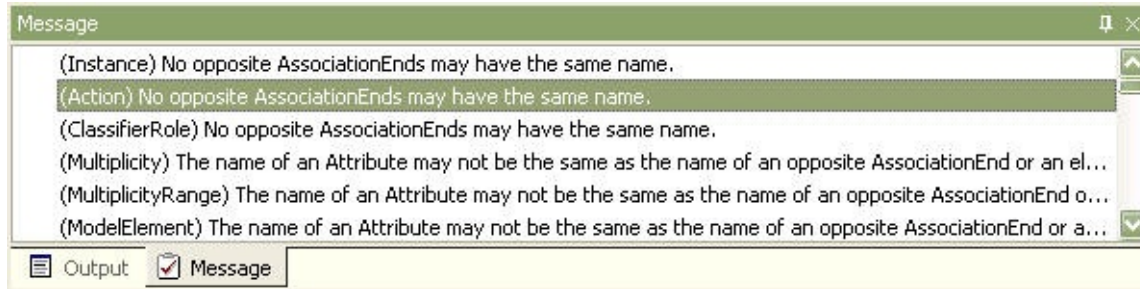 Message
(Instance) No opposite AssociationEnds may have the same name.
(Action) No opposite AssociationEnds may have the same name.
(ClassifierRole) No opposite AssociationEnds may have the same name.
(Multiplicity) The name of an Attribute may not be the same as the name of an opposite AssociationEnd or an el...
(MultiplicityRange) The name of an Attribute may not be the same as the name of an opposite AssociationEnd o...
(ModelElement) The name of an Attribute may not be the same as the name of an opposite AssociationEnd or a...
Output Message